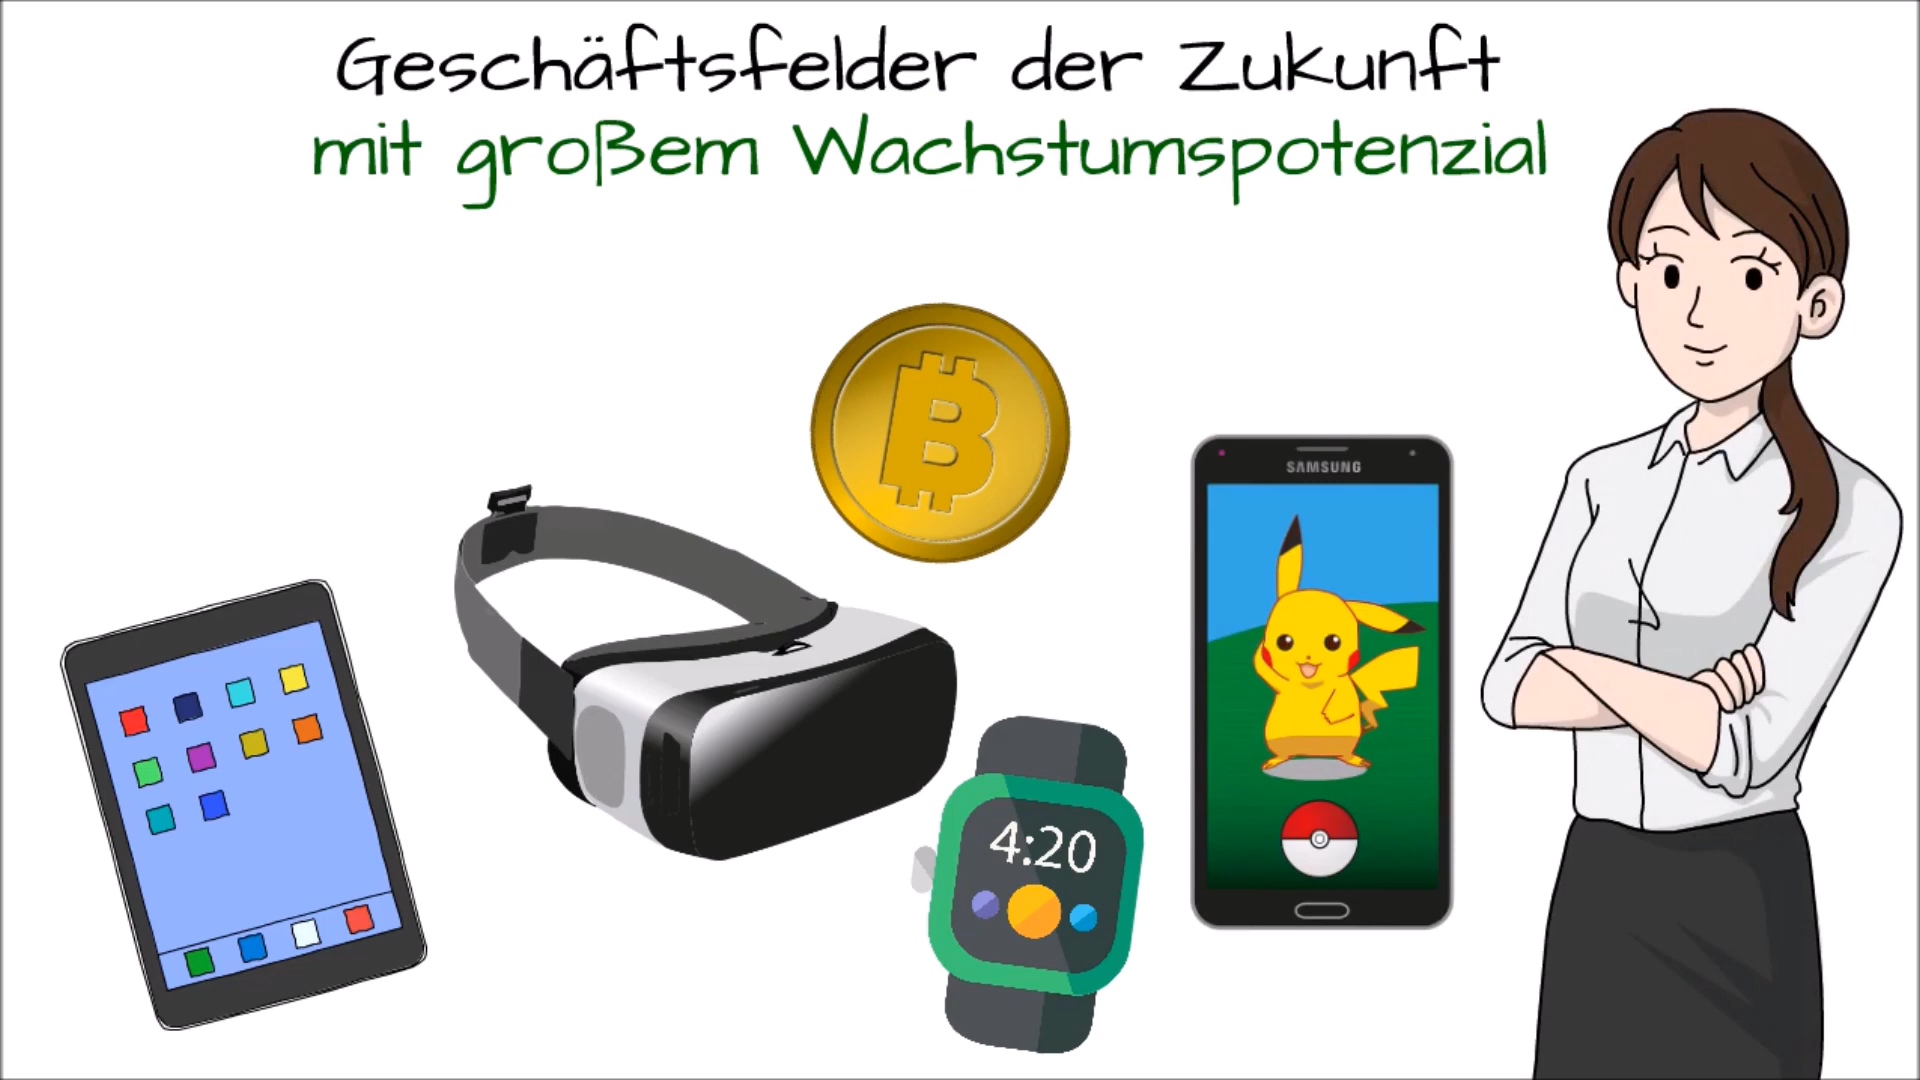 Geschäftsfelder der Zukunft
mit großem Wachstumspotenzial
B
SAMSUNG
4:20